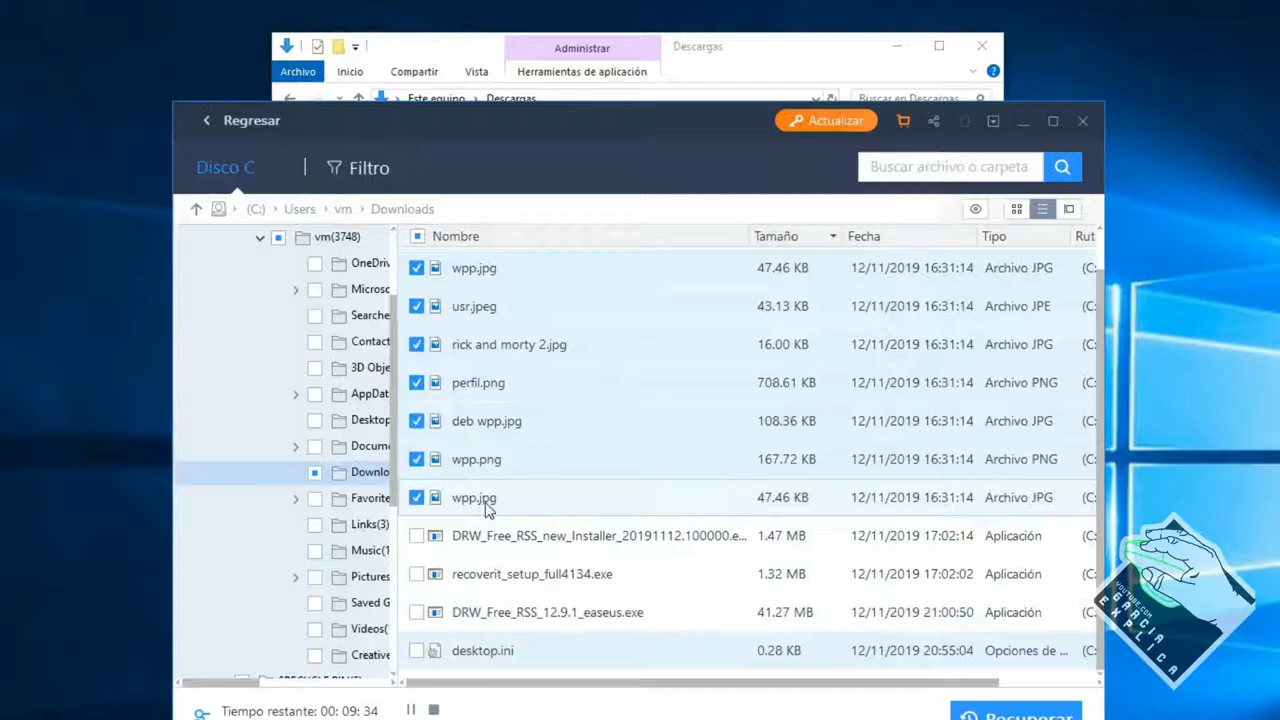 Administrar
Descargas
Archivo
Inicio
Compartir
Vista
Herramientas de aplicación
Este equipo
Descargas
Buscar en Descargas
Regresar
Actualizar
Disco C
Filtro
Buscar archivo o carpeta
(C:) Users vm Downloads
Nombre Tamaño Fecha Tipo Rut
vm(3748)
OneDriv
Microsc
Searche
Contact
3D Obje
AppDat
Desktop
Docum
Downlo
Favorite
Links(3)
Music(1
Pictures
Saved G
Videos(
Creative
wpp.jpg 47.46 KB 12/11/2019 16:31:14 Archivo JPG (C:
usr.jpeg 43.13 KB 12/11/2019 16:31:14 Archivo JPE (C:
rick and morty 2.jpg 16.00 KB 12/11/2019 16:31:14 Archivo JPG (C:
perfil.png 708.61 KB 12/11/2019 16:31:14 Archivo PNG (C:
deb wpp.jpg 108.36 KB 12/11/2019 16:31:14 Archivo JPG (C:
wpp.png 167.72 KB 12/11/2019 16:31:14 Archivo PNG (C:
wpp.jpg 47.46 KB 12/11/2019 16:31:14 Archivo JPG (C:
DRW_Free_RSS_new_Installer_20191112.100000.e... 1.47 MB 12/11/2019 17:02:14 Aplicación (C:
recoverit_setup_full4134.exe 1.32 MB 12/11/2019 17:02:02 Aplicación (C:
DRW_Free_RSS_12.9.1_easeus.exe 41.27 MB 12/11/2019 21:00:50 Aplicación (C:
desktop.ini 0.28 KB 12/11/2019 20:55:04 Opciones de ... (C:
Tiempo restante: 00: 09: 34
Recuperar
YOUTUBE.COM
EGARCIA
EXPLICA